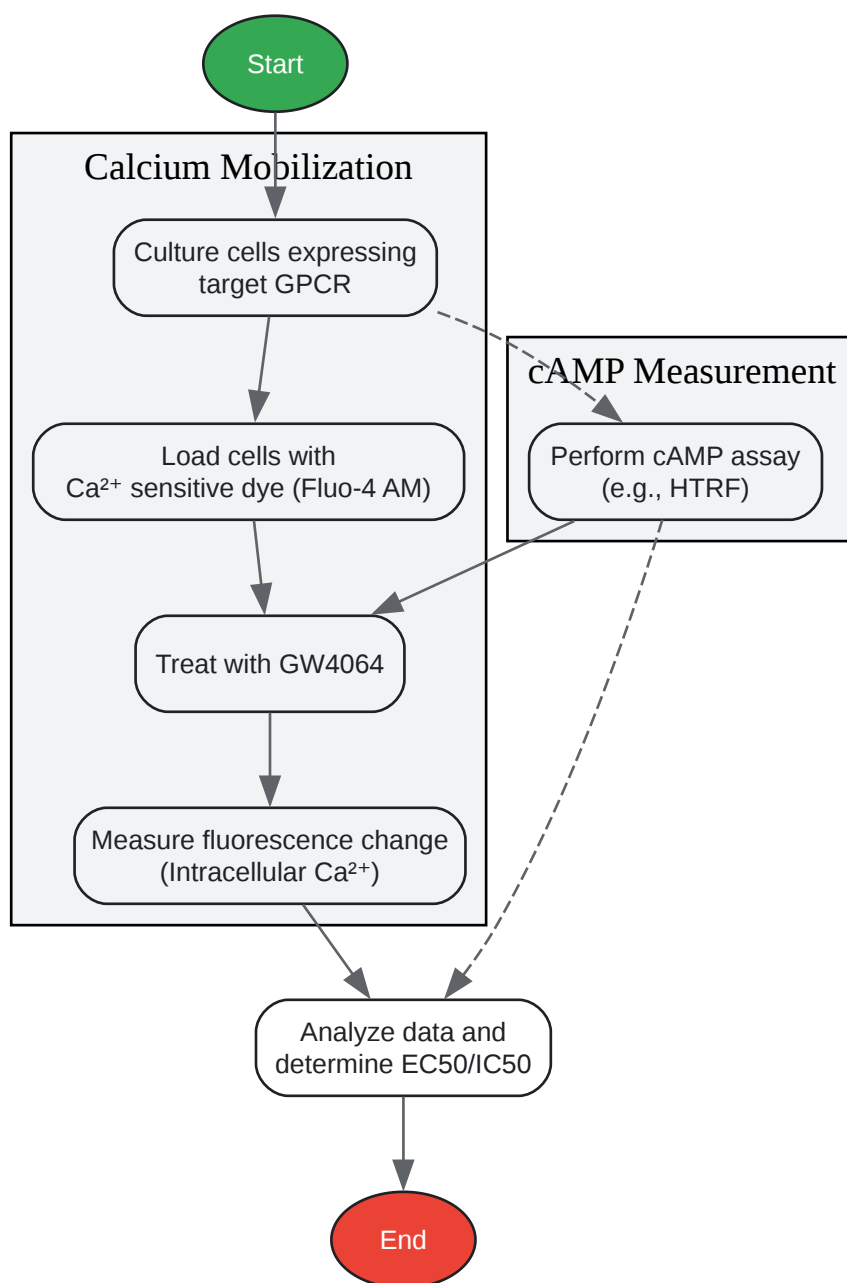 Start
Calcium Mobilization
Culture cells expressing
target GPCR
cAMP Measurement
Load cells with
Ca²⁺ sensitive dye (Fluo-4 AM)
Perform cAMP assay
(e.g., HTRF)
Treat with GW4064
Measure fluorescence change
(Intracellular Ca²⁺)
Analyze data and
determine EC50/IC50
End